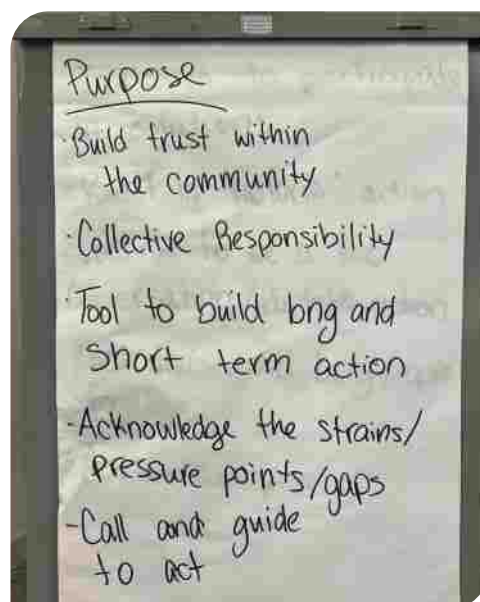 Purpose
·Build trust within
the community
·Collective Responsibility
·Tool to build long and
Short term action
-Acknowledge the strains/
pressure points/gaps
-Call and guide
to act